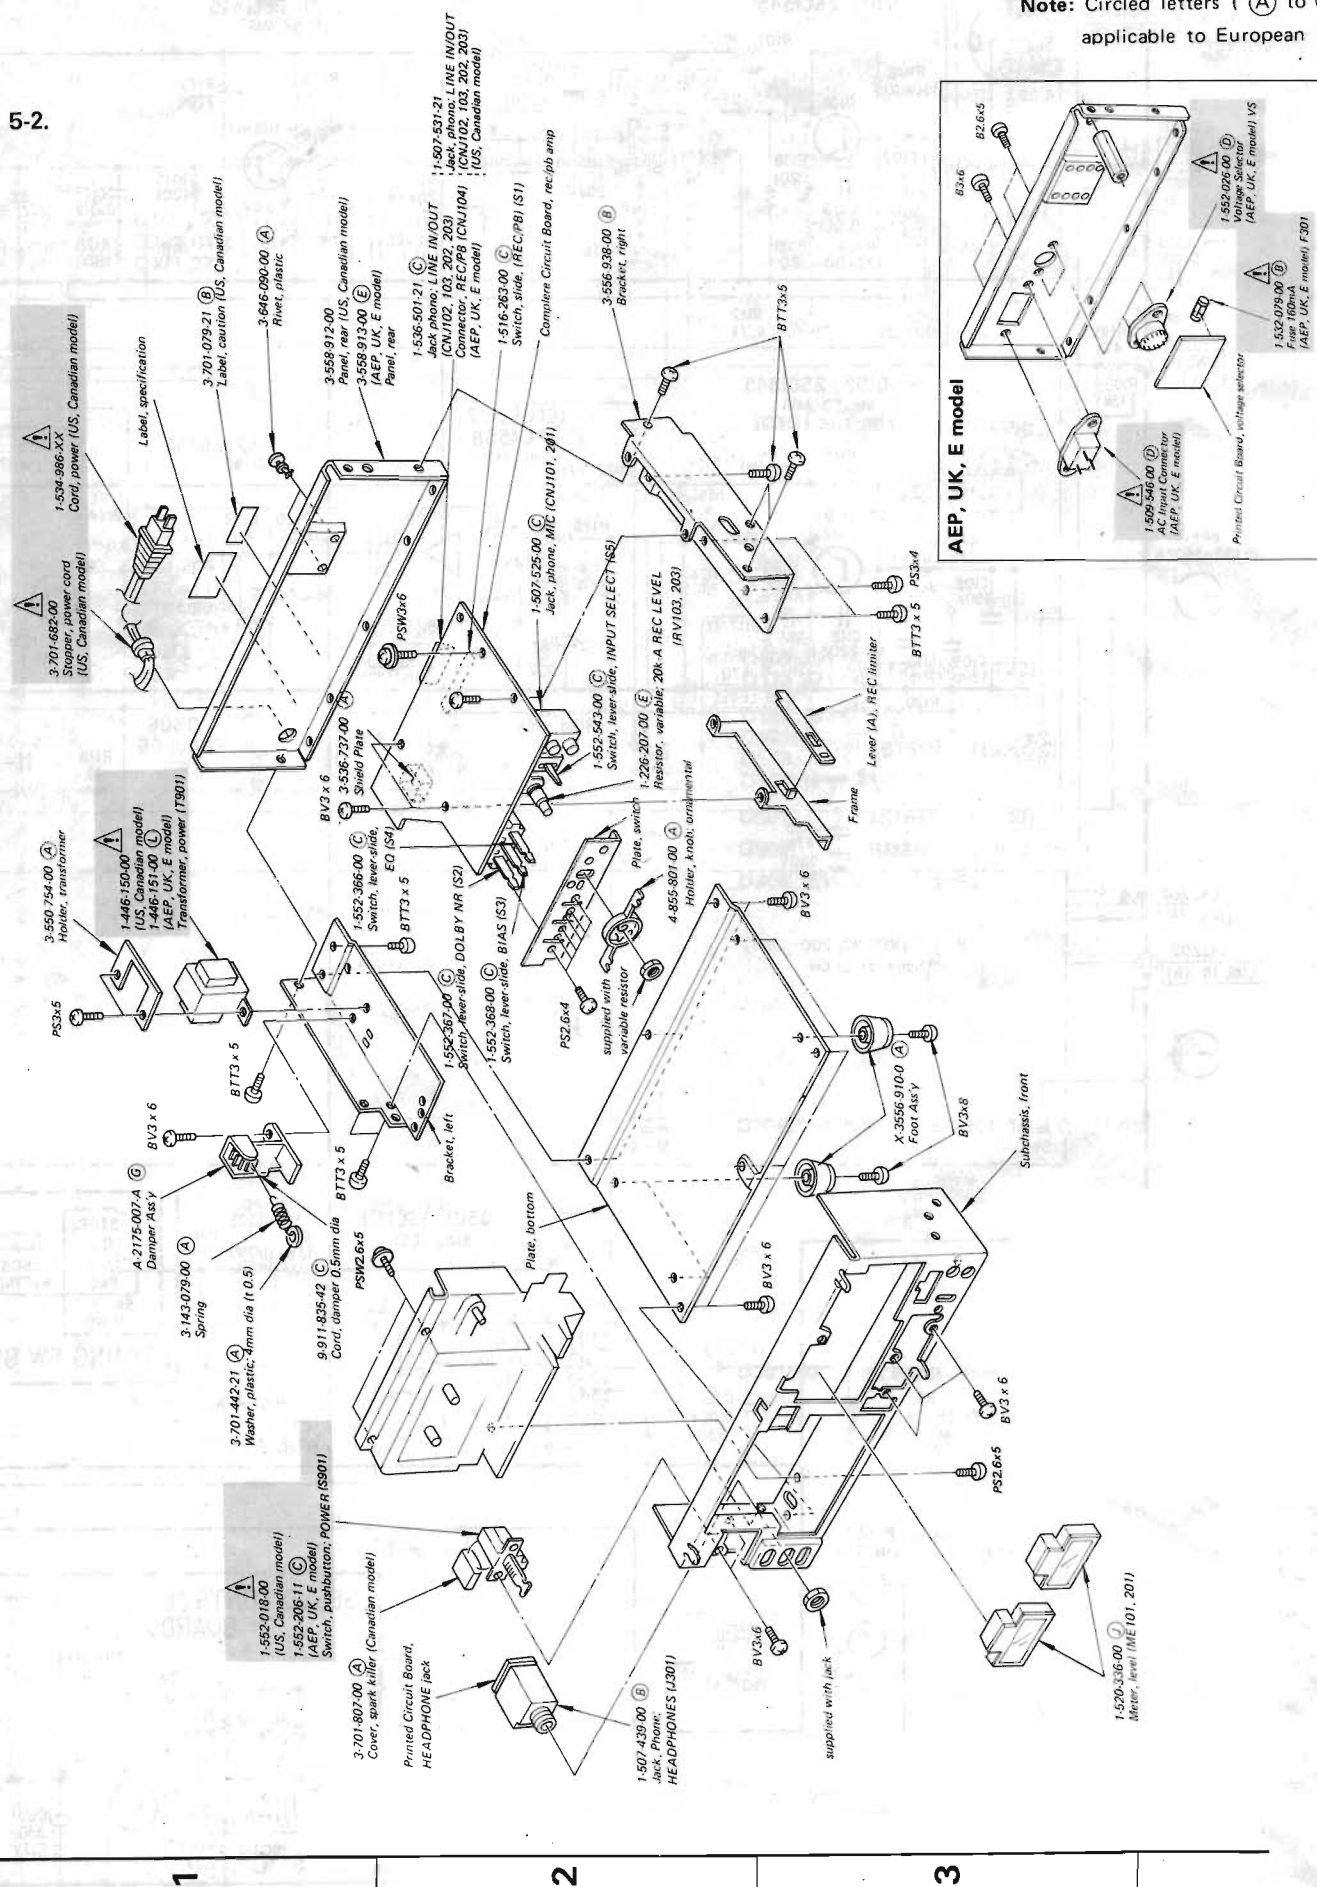 Note: Circled letters ( (A) to
applicable to European
5-2.
3-701-682-00
Stopper, power cord
(US, Canadian model)
1-534-986-XX
Cord, power (US, Canadian model)
Label, specification
3-701-079-21 (B)
Label, caution (US, Canadian model)
3-646-090-00 (A)
Rivet, plastic
3-558-912-00
Panel, rear (US, Canadian model)
3-558-913-00 (E)
(AEP, UK, E model)
Panel, rear
1-536-501-21 (C)
Jack phono; LINE IN/OUT
(CNJ102, 103, 202, 203)
Connector, REC/PB (CNJ104)
(AEP, UK, E model)
1-507-531-21
Jack, phono; LINE IN/OUT
(CNJ102, 103, 202, 203)
(US, Canadian model)
1-516-263-00 (C)
Switch, slide, (REC/PB) (S1)
Complere Circuit Board, rec/pb amp
3-556-938-00 (B)
Bracket, right
BTT3x5
1-507-525-00 (C)
Jack, phone, MIC (CNJ101, 201)
1-552-543-00 (C)
Switch, lever-slide, INPUT SELECT (S5)
1-226-207-00 (E)
Resistor, variable; 20k-A REC LEVEL
(RV103, 203)
PS3x4
BTT3 x 5
Lever (A), REC limiter
Frame
PSW3x6
3-536-737-00 (A)
Shield Plate
BV3 x 6
3-550-754-00 (A)
Holder, transformer
1-446-150-00
(US, Canadian model)
1-446-151-00 (L)
(AEP, UK, E model)
Transformer, power (T901)
PS3x5
1-552-366-00 (C)
Switch, lever-slide,
EQ (S4)
BTT3 x 5
1-552-367-00 (C)
Switch, lever-slide, DOLBY NR (S2)
1-552-368-00 (C)
Switch, lever-slide, BIAS (S3)
Plate, switch
4-855-801-00 (A)
Holder, knob; ornamental
PS2.6x4
supplied with
variable resistor
BV3 x 6
BTT3 x 5
BV3 x 6
A-2175-007-A (G)
Damper Ass'y
3-143-079-00 (A)
Spring
3-701-442-21 (A)
Washer, plastic; 4mm dia (t 0.5)
9-911-835-42 (C)
Cord, damper 0.5mm dia
BTT3 x 5
Bracket, left
PSW2.6x5
Plate, bottom
X-3556-910-0 (A)
Foot Ass'y
BV3x8
Subchassis, front
BV3 x 6
BV3 x 6
PS2.6x5
1-552-018-00
(US, Canadian model)
1-552-206-11 (C)
(AEP, UK, E model)
Switch, pushbutton; POWER (S901)
3-701-807-00 (A)
Cover, spark killer (Canadian model)
Printed Circuit Board,
HEADPHONE jack
1-507-439-00 (B)
Jack, Phone;
HEADPHONES (J301)
BV3x6
supplied with jack
1-520-336-00 (J)
Meter, level (ME101, 201)
AEP, UK, E model
B3x6
B2.6x5
1-552-026-00 (D)
Voltage Selector
(AEP, UK, E model) VS
1-532-079-00 (B)
Fuse 160mA
(AEP, UK, E model) F301
1-509-546-00 (D)
AC Input Connector
(AEP, UK, E model)
Printed Circuit Board, voltage selector
1
2
3